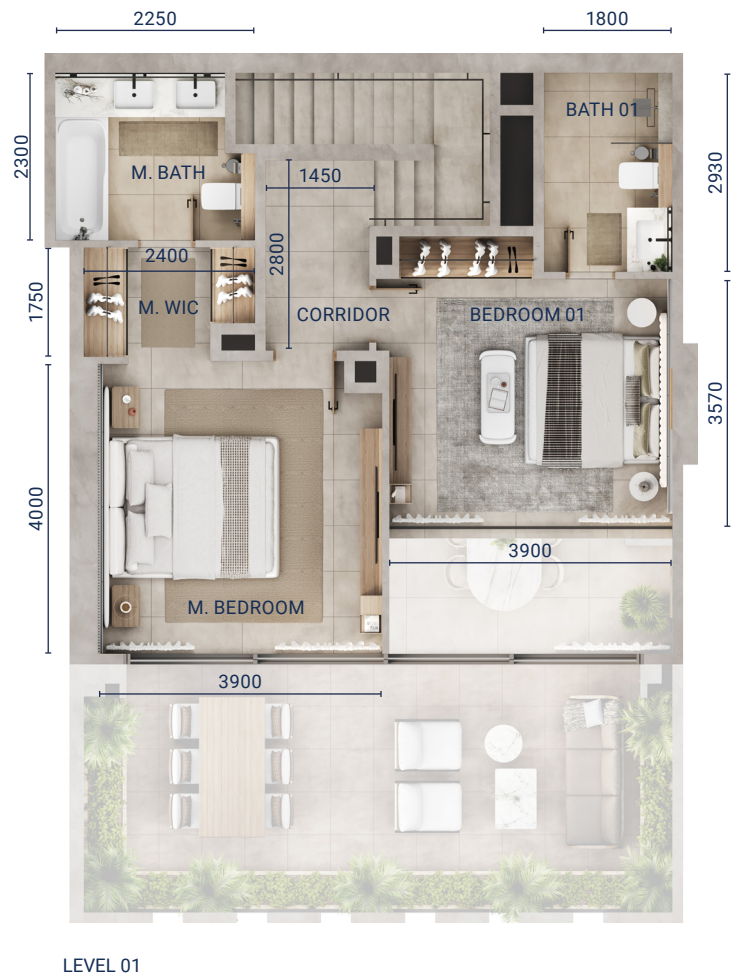 2250
1800
2300
M. BATH
BATH 01
2930
1450
2400
2800
1750
M. WIC
CORRIDOR
BEDROOM 01
3570
4000
3900
M. BEDROOM
3900
LEVEL 01